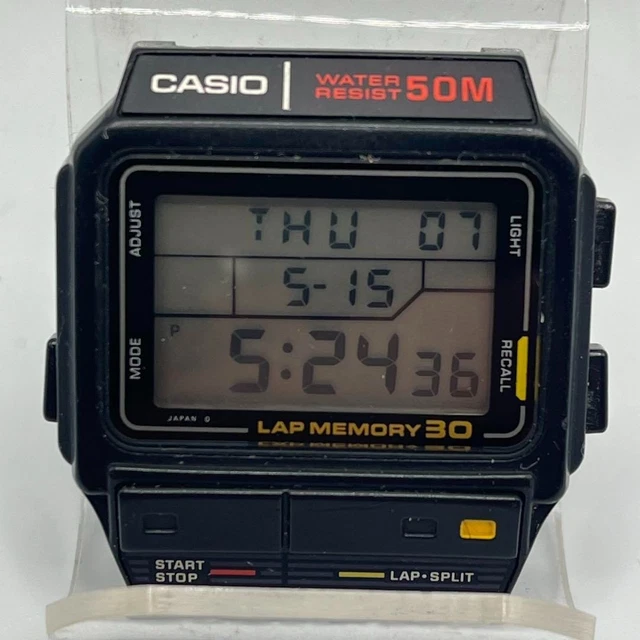 CASIO | WATER RESIST 50M
ADJUST
LIGHT
THU 07
5-15
P
5:24 36
MODE
RECALL
JAPAN 0
LAP MEMORY 30
START STOP
LAP•SPLIT